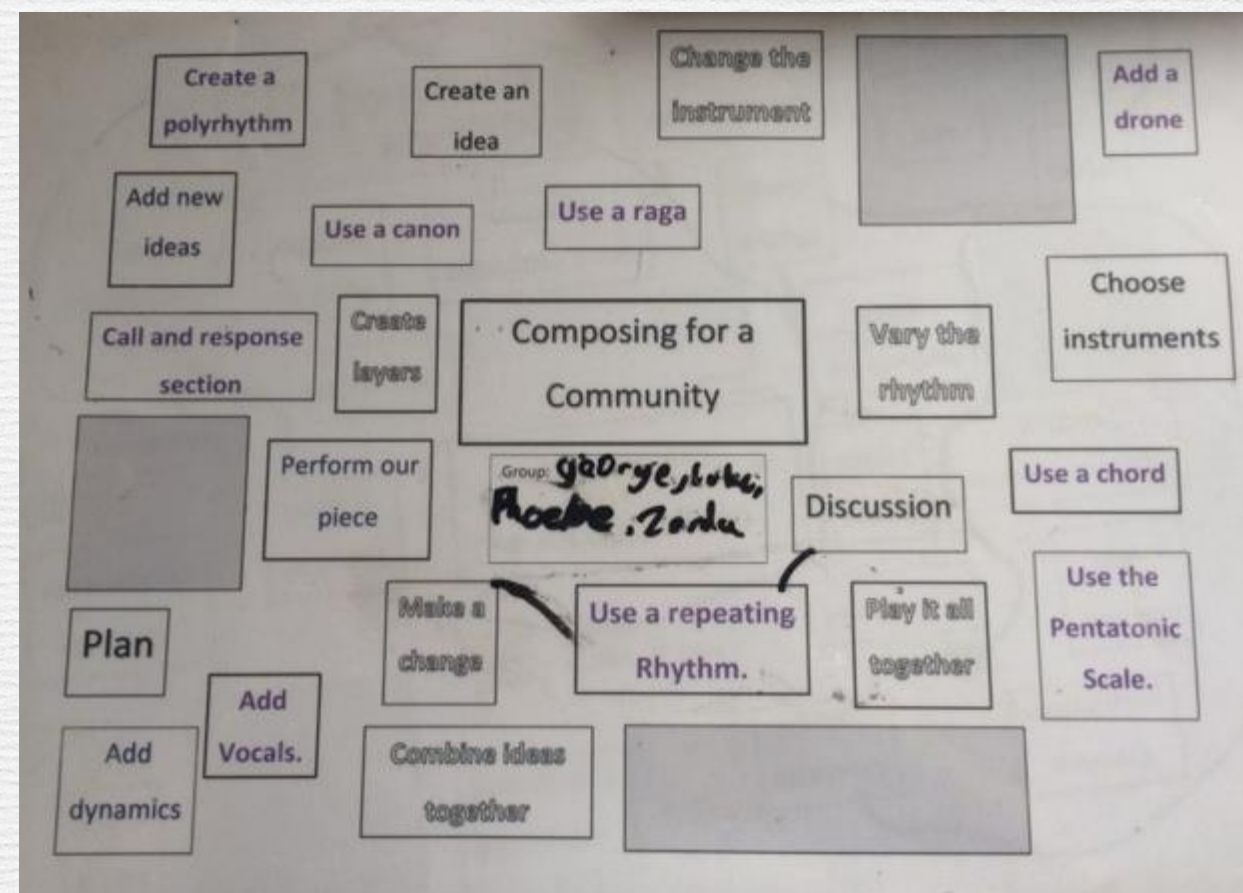 Create a
polyrhythm
Create an
idea
Change the
instrument
Add a
drone
Add new
ideas
Use a canon
Use a raga
Choose
instruments
Call and response
section
Create
layers
Composing for a
Community
Vary the
rhythm
Perform our
piece
Group: george,
Phoebe.
Discussion
Use a chord
Plan
Make a
change
Use a repeating
Rhythm.
Play it all
together
Use the
Pentatonic
Scale.
Add
Vocals.
Add
dynamics
Combine ideas
together